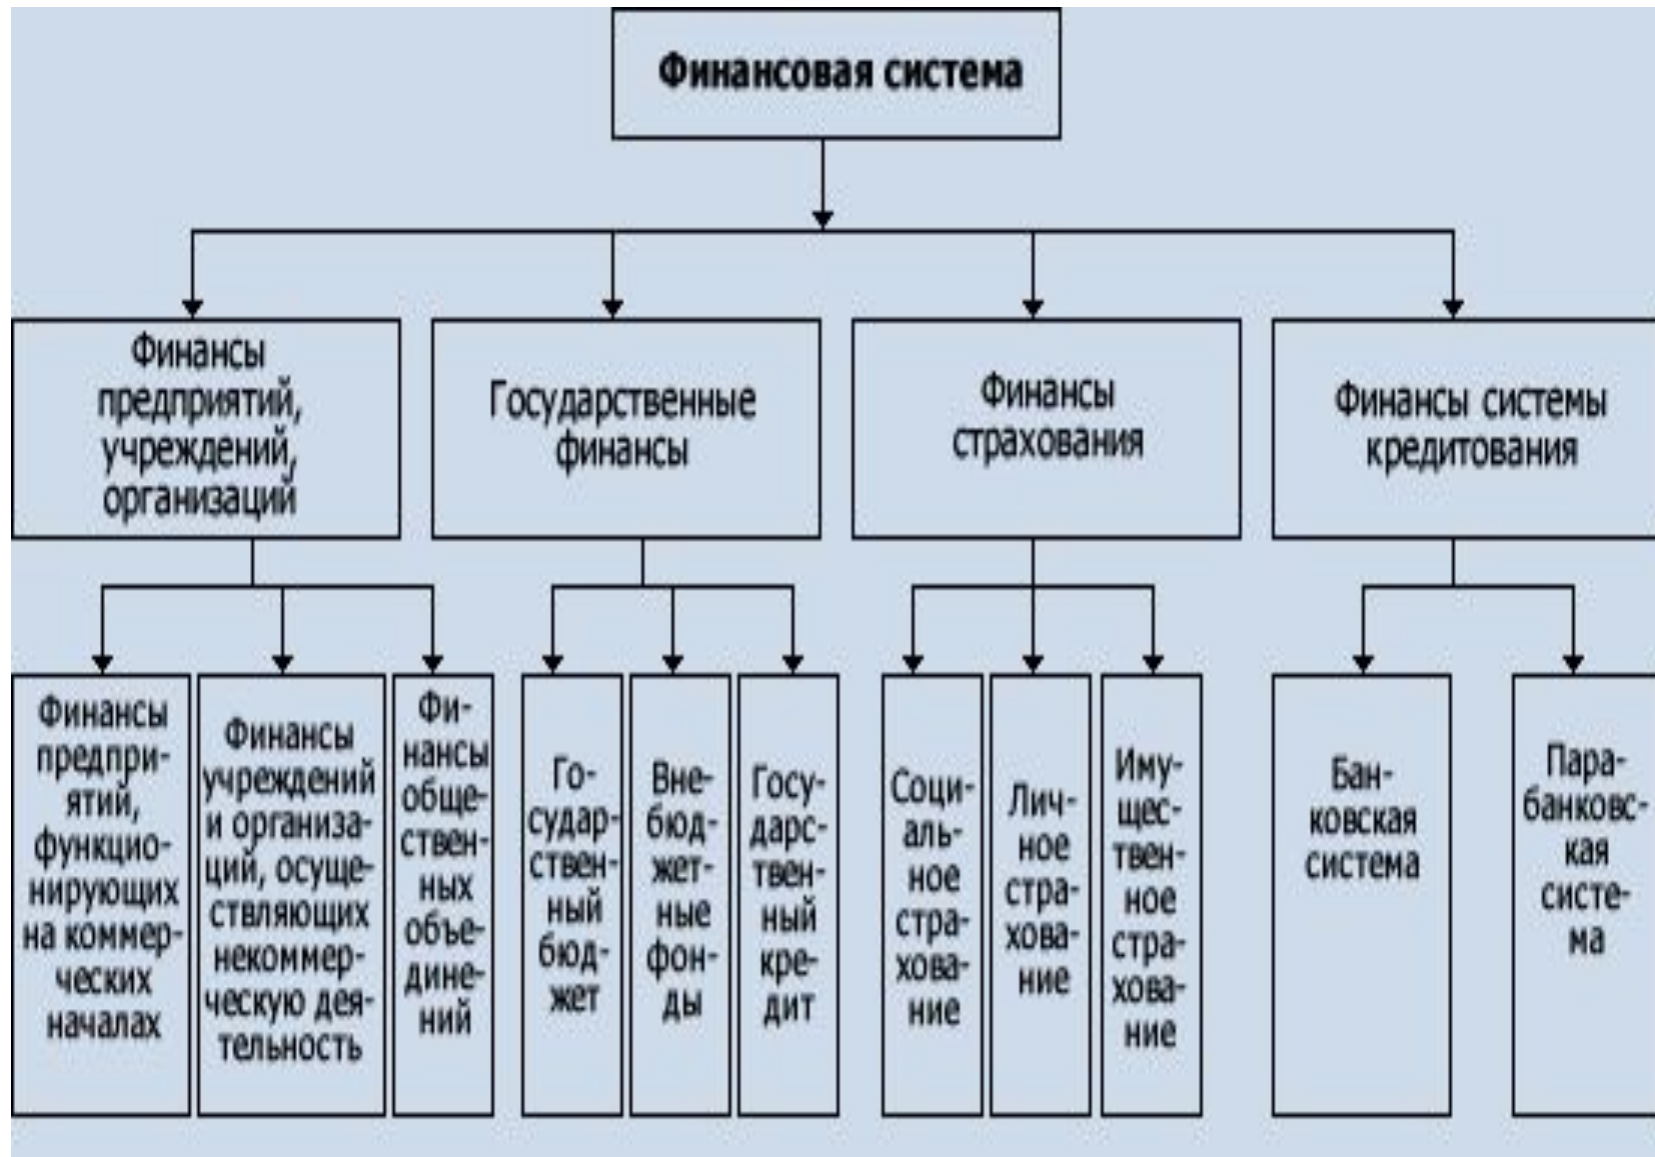 Финансовая система
Финансы
предприятий,
учреждений,
организаций
Государственные
финансы
Финансы
страхования
Финансы системы
кредитования
Финансы
предпри-
ятий,
функцио-
нирующих
на коммер-
ческих
началах
Финансы
учреждений
и организа-
ций, осуще-
ствляющих
некоммер-
ческую дея-
тельность
Фи-
нансы
обще-
ствен-
ных
объе-
дине-
ний
Го-
сударс-
ствен-
ный
бюд-
жет
Вне-
бюд-
жет-
ные
фон-
ды
Госу-
дарс-
твен-
ный
кре-
дит
Соци-
аль-
ное
стра-
хова-
ние
Лич-
ное
стра-
хова-
ние
Иму-
щес-
твен-
ное
стра-
хова-
ние
Бан-
ковская
система
Пара-
банковс-
кая
систе-
ма